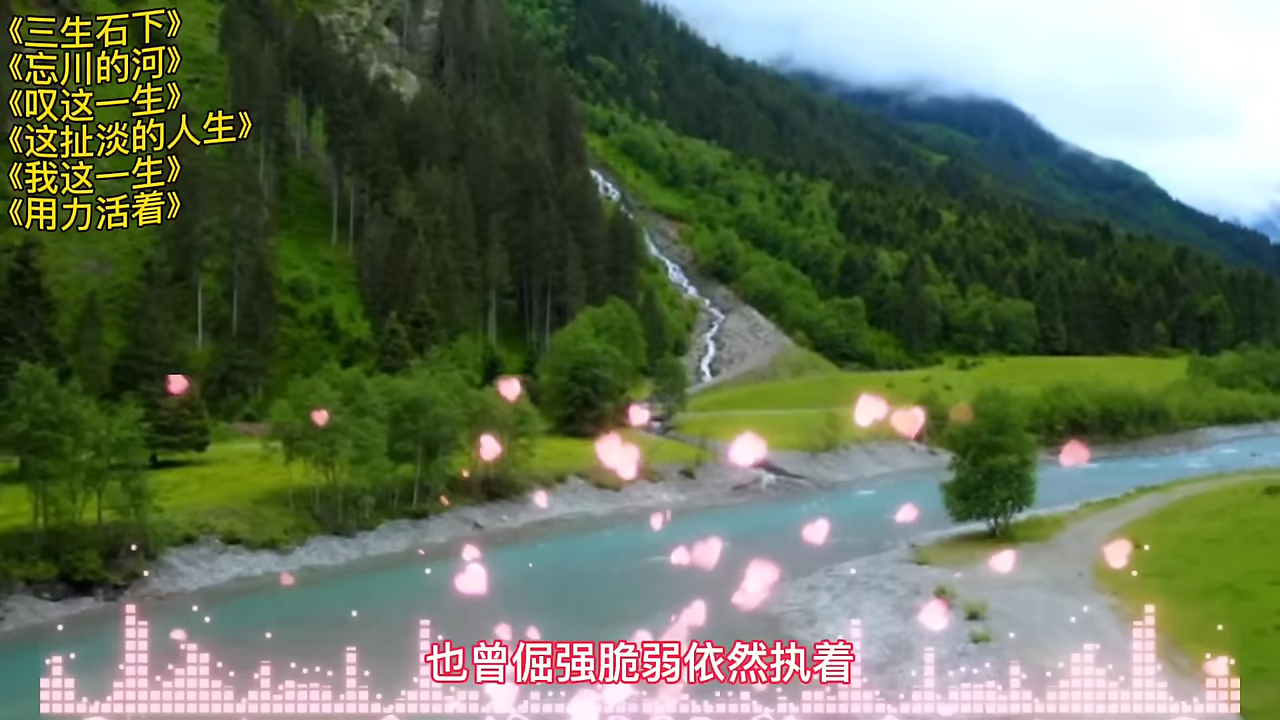 《三生石下》
《忘川的河》
《叹这一生》
《这扯淡的人生》
《我这一生》
《用力活着》
也曾倔强脆弱依然执着